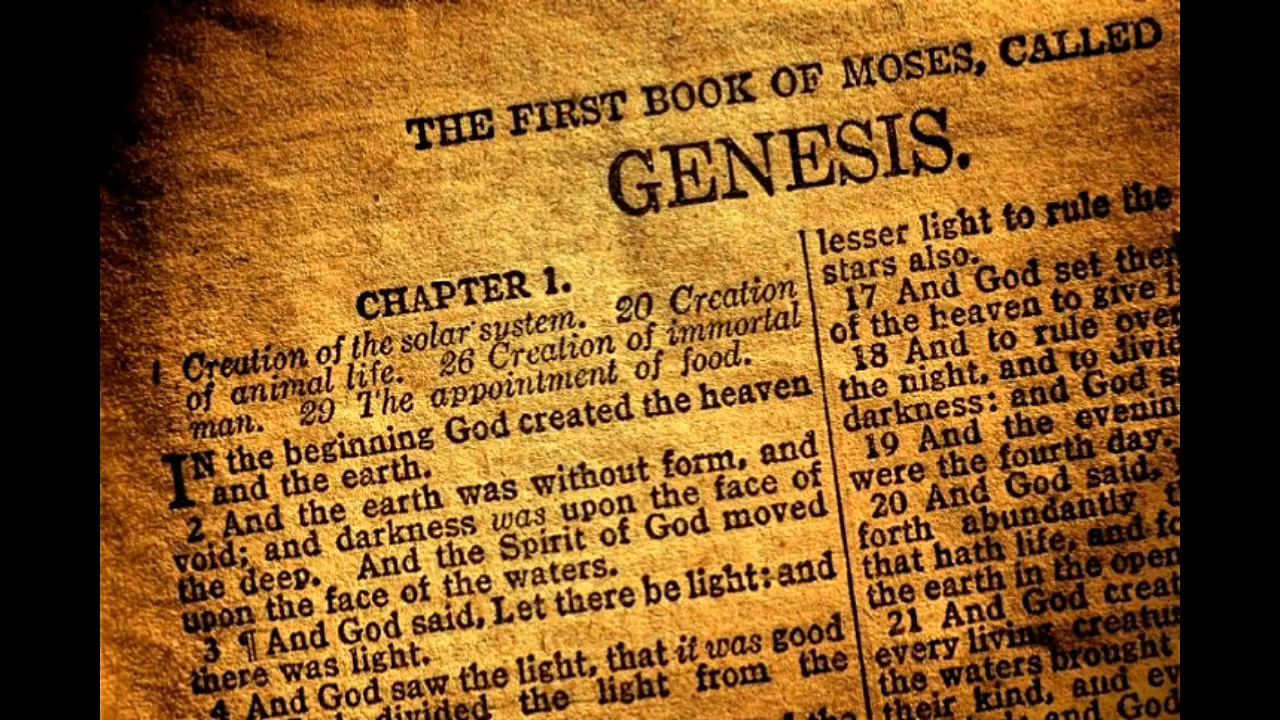 THE FIRST BOOK OF MOSES, CALLED
GENESIS.
CHAPTER 1.
1 Creation of the solar system. 20 Creation
of animal life. 26 Creation of immortal
man. 29 The appointment of food.
IN the beginning God created the heaven
and the earth.
2 And the earth was without form, and
void; and darkness was upon the face of
the deep. And the Spirit of God moved
upon the face of the waters.
3 ¶ And God said, Let there be light: and
there was light.
4 And God saw the light, that it was good
divided the light from the
lesser light to rule the
stars also.
17 And God set
of the heaven to give
18 And to rule over
the night, and to
darkness: and God
19 And the
were the fourth day.
20 And God said,
forth abundantly
that hath life, and
the earth in the open
21 And God
every living
the waters brought
their kind, and
and God